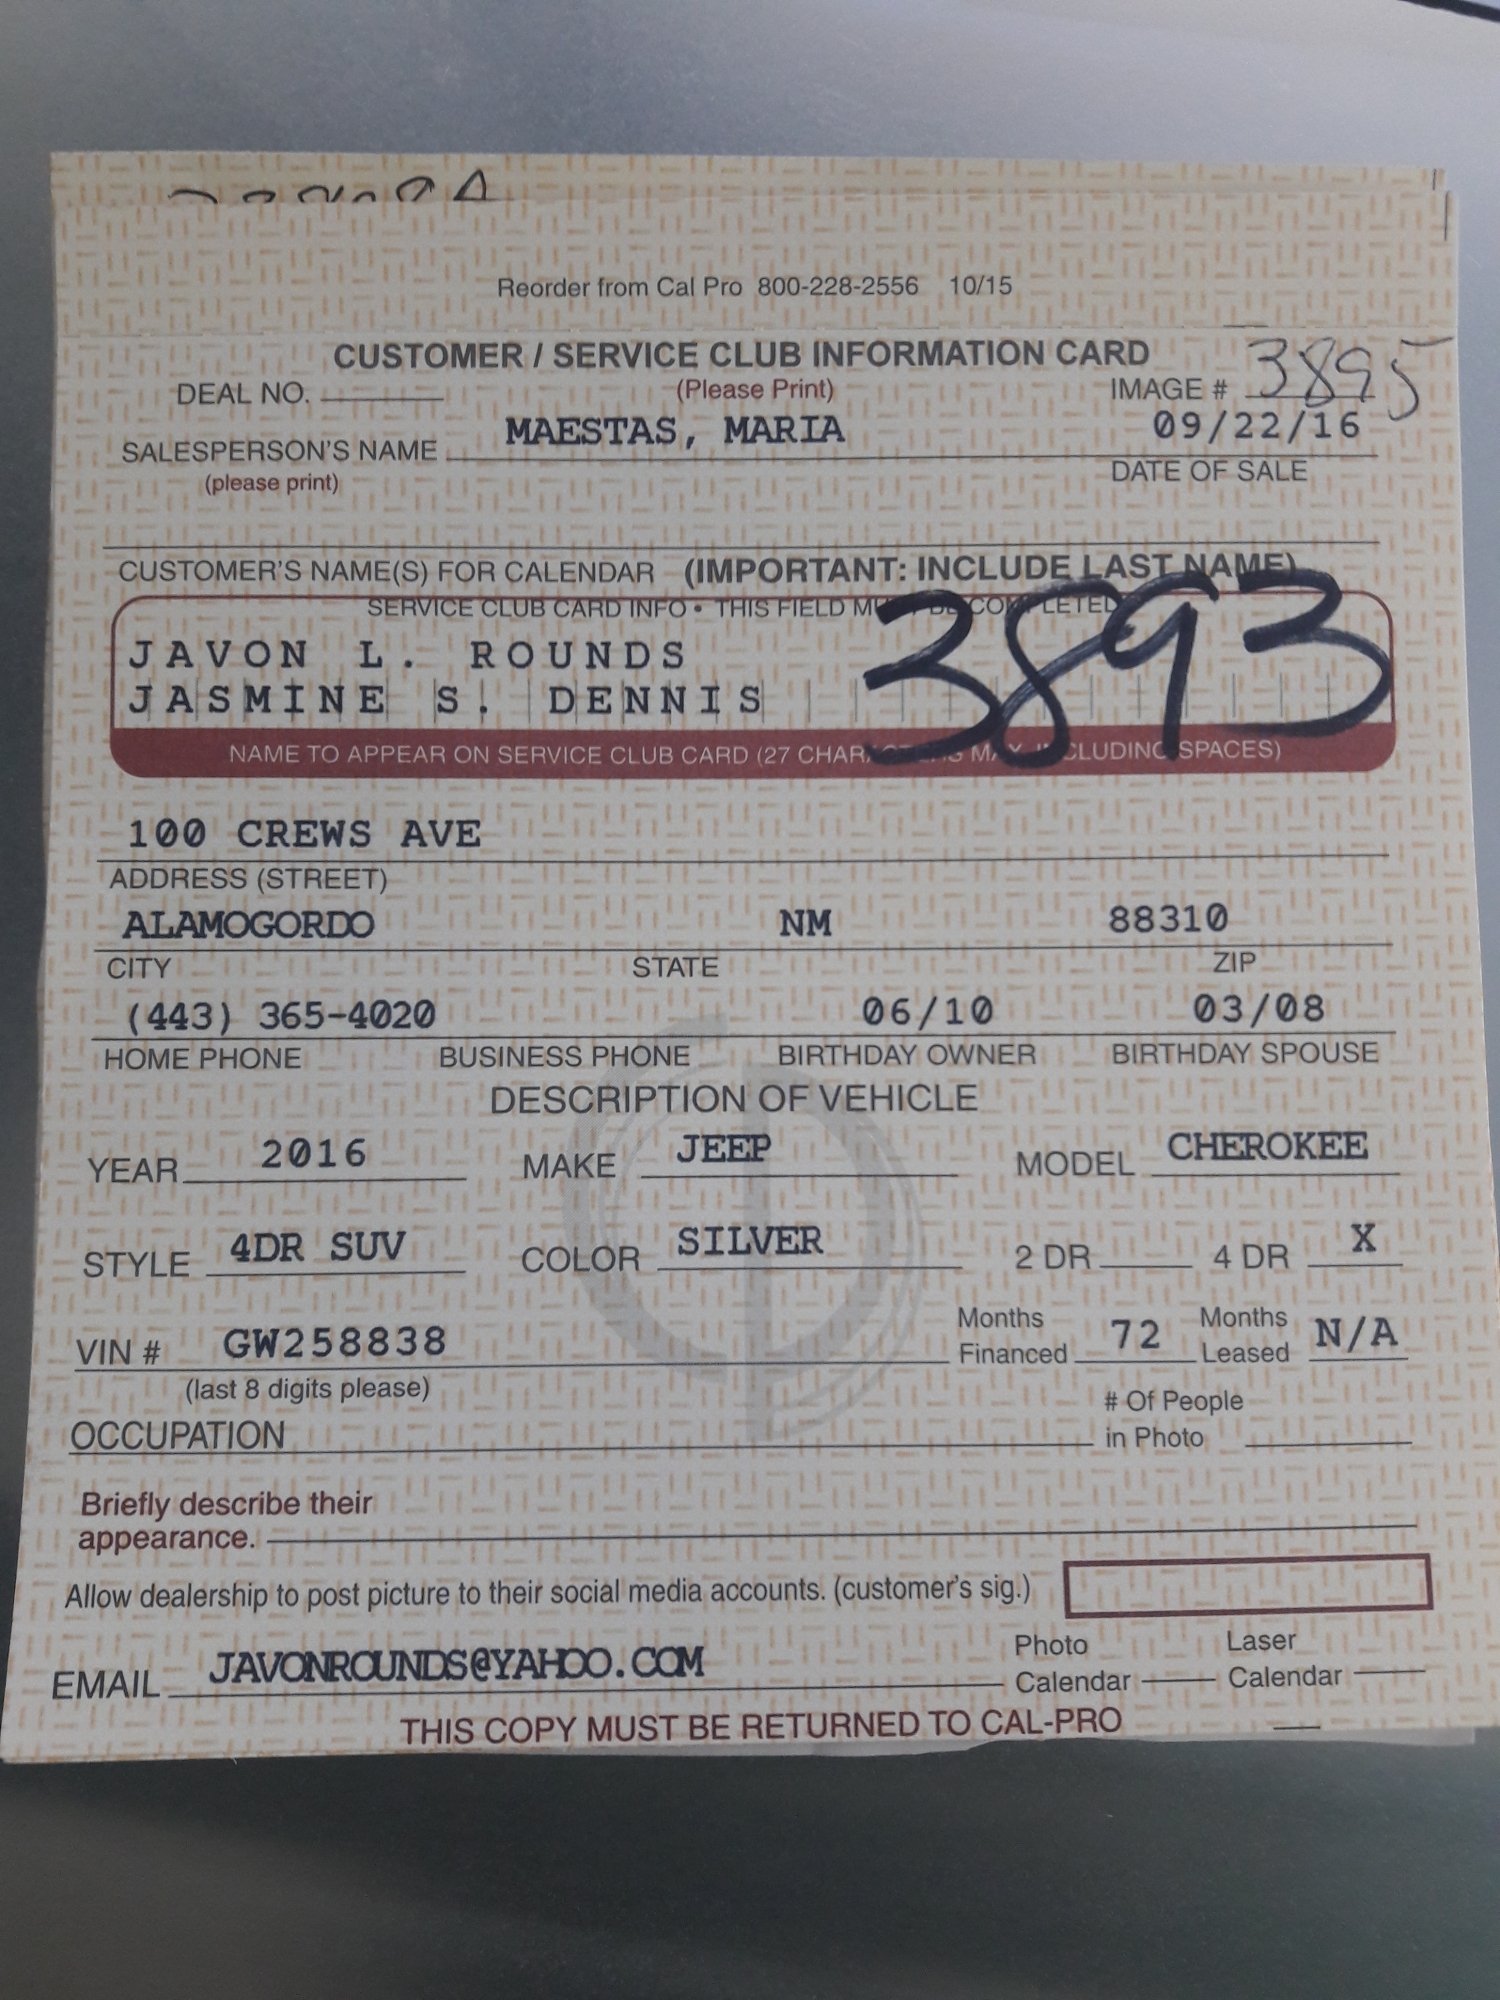 Reorder from Cal Pro 800-228-2556 10/15
CUSTOMER / SERVICE CLUB INFORMATION CARD
DEAL NO. (Please Print) IMAGE # 3895
SALESPERSON'S NAME MAESTAS, MARIA 09/22/16
(please print) DATE OF SALE
CUSTOMER'S NAME(S) FOR CALENDAR (IMPORTANT: INCLUDE LAST NAME)
SERVICE CLUB CARD INFO • THIS FIELD MUST BE COMPLETED
3893
JAVON L. ROUNDS
JASMINE S. DENNIS
NAME TO APPEAR ON SERVICE CLUB CARD (27 CHARACTERS MAX. INCLUDING SPACES)
100 CREWS AVE
ADDRESS (STREET)
ALAMOGORDO NM 88310
CITY STATE ZIP
(443) 365-4020 06/10 03/08
HOME PHONE BUSINESS PHONE BIRTHDAY OWNER BIRTHDAY SPOUSE
DESCRIPTION OF VEHICLE
YEAR 2016 MAKE JEEP MODEL CHEROKEE
STYLE 4DR SUV COLOR SILVER 2 DR 4 DR X
VIN # GW258838 Months Financed 72 Months Leased N/A
(last 8 digits please)
OCCUPATION # Of People in Photo
Briefly describe their
appearance.
Allow dealership to post picture to their social media accounts. (customer's sig.)
EMAIL JAVONROUNDS@YAHOO.COM Photo Calendar Laser Calendar
THIS COPY MUST BE RETURNED TO CAL-PRO